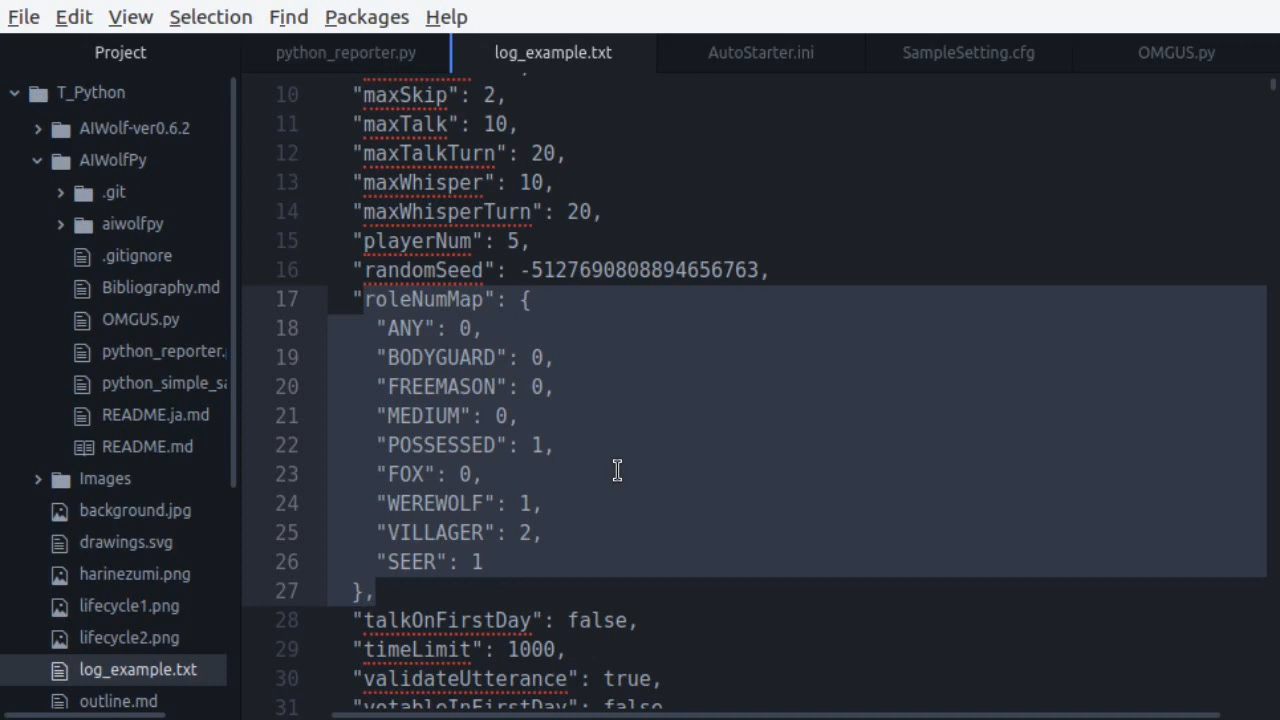 File Edit View Selection Find Packages Help
Project
python_reporter.py
log_example.txt
AutoStarter.ini
SampleSetting.cfg
OMGUS.py
T_Python
AIWolf-ver0.6.2
AIWolfPy
.git
aiwolfpy
.gitignore
Bibliography.md
OMGUS.py
python_reporter.
python_simple_sa
README.ja.md
README.md
Images
background.jpg
drawings.svg
harinezumi.png
lifecycle1.png
lifecycle2.png
log_example.txt
outline.md
10 "maxSkip": 2,
11 "maxTalk": 10,
12 "maxTalkTurn": 20,
13 "maxWhisper": 10,
14 "maxWhisperTurn": 20,
15 "playerNum": 5,
16 "randomSeed": -5127690808894656763,
17 "roleNumMap": {
18 "ANY": 0,
19 "BODYGUARD": 0,
20 "FREEMASON": 0,
21 "MEDIUM": 0,
22 "POSSESSED": 1,
23 "FOX": 0,
24 "WEREWOLF": 1,
25 "VILLAGER": 2,
26 "SEER": 1
27 },
28 "talkOnFirstDay": false,
29 "timeLimit": 1000,
30 "validateUtterance": true,
31 "votableInFirstDay": false